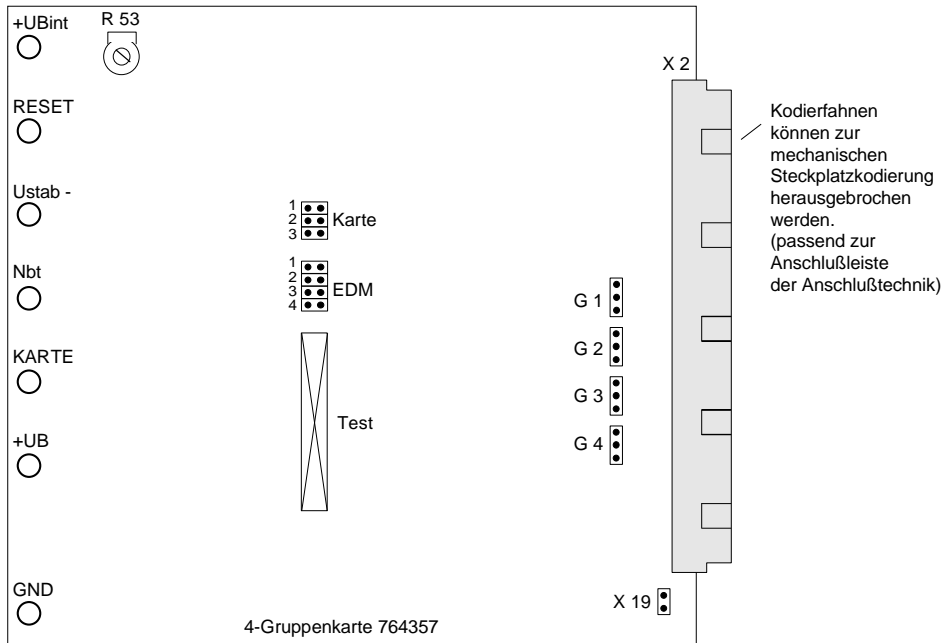 +UBint
R 53
X 2
RESET
Kodierfahnen
können zur
mechanischen
Steckplatzkodierung
herausgebrochen
werden.
(passend zur
Anschlußleiste
der Anschlußtechnik)
Ustab -
1
2
3
Karte
Nbt
1
2
3
4
EDM
G 1
G 2
G 3
G 4
KARTE
Test
+UB
GND
X 19
4-Gruppenkarte 764357